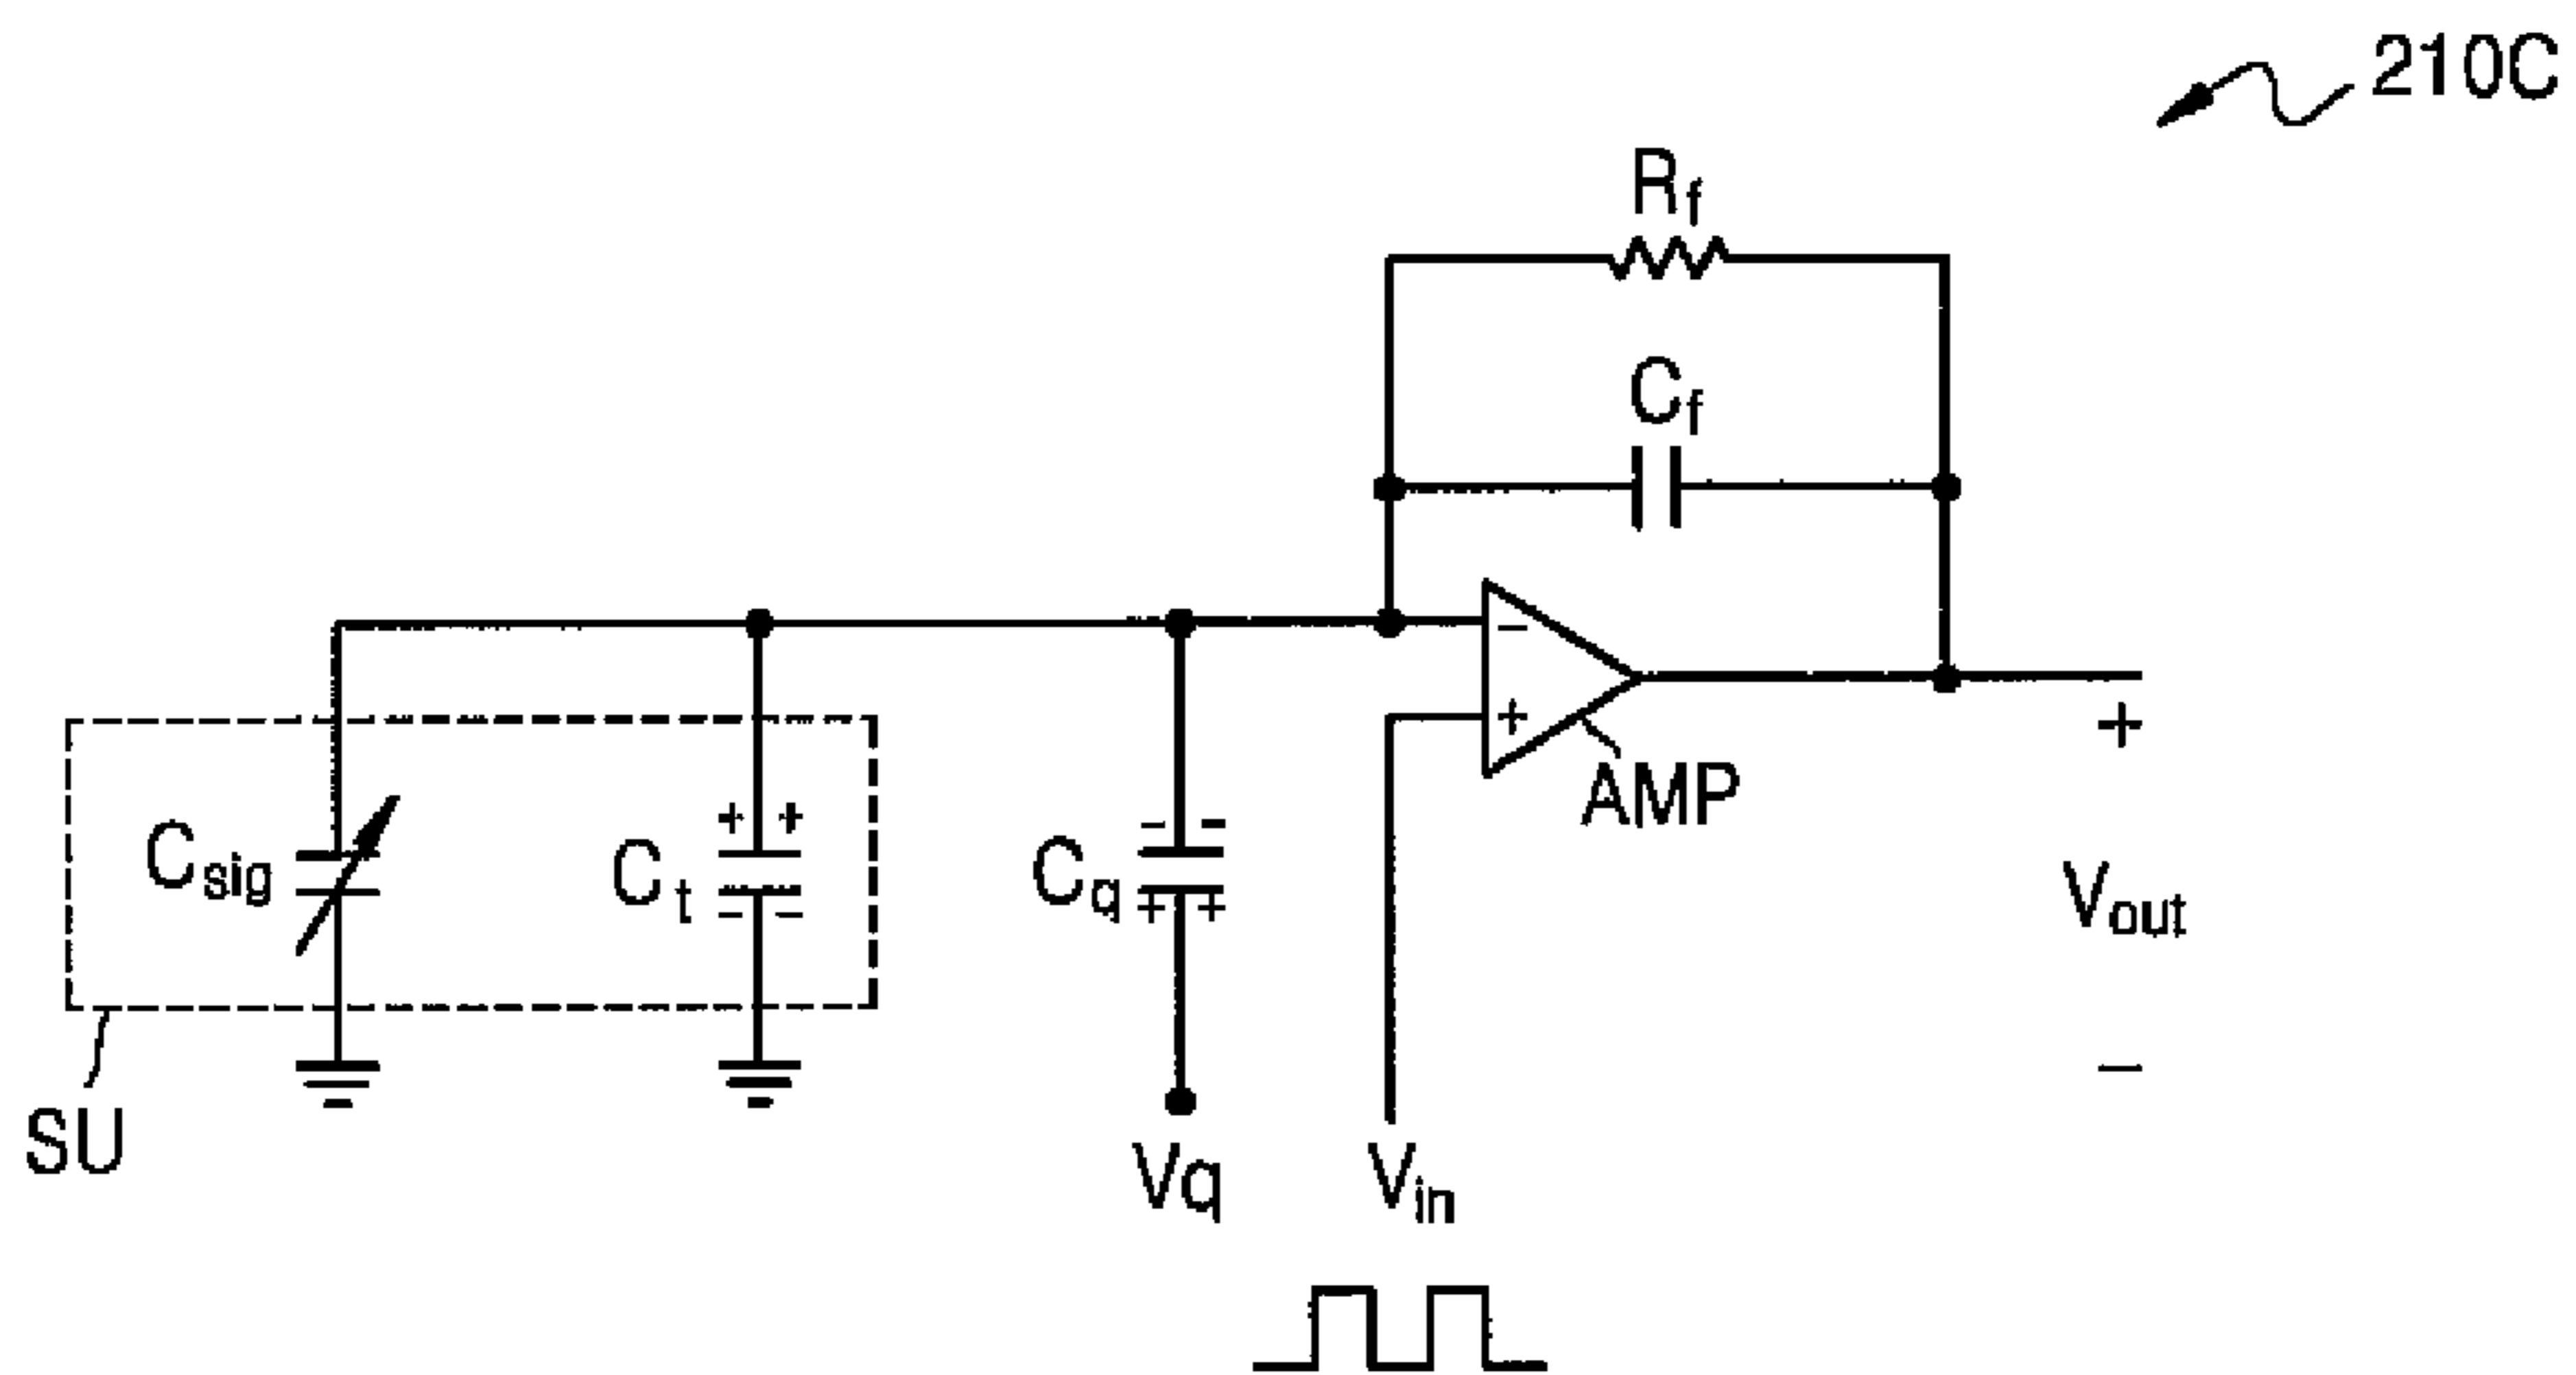 210C
Rf
Cf
− +
AMP
Csig
+ +
Ct
− −
− −
Cq
+ +
+
Vout
−
SU
Vq
Vin